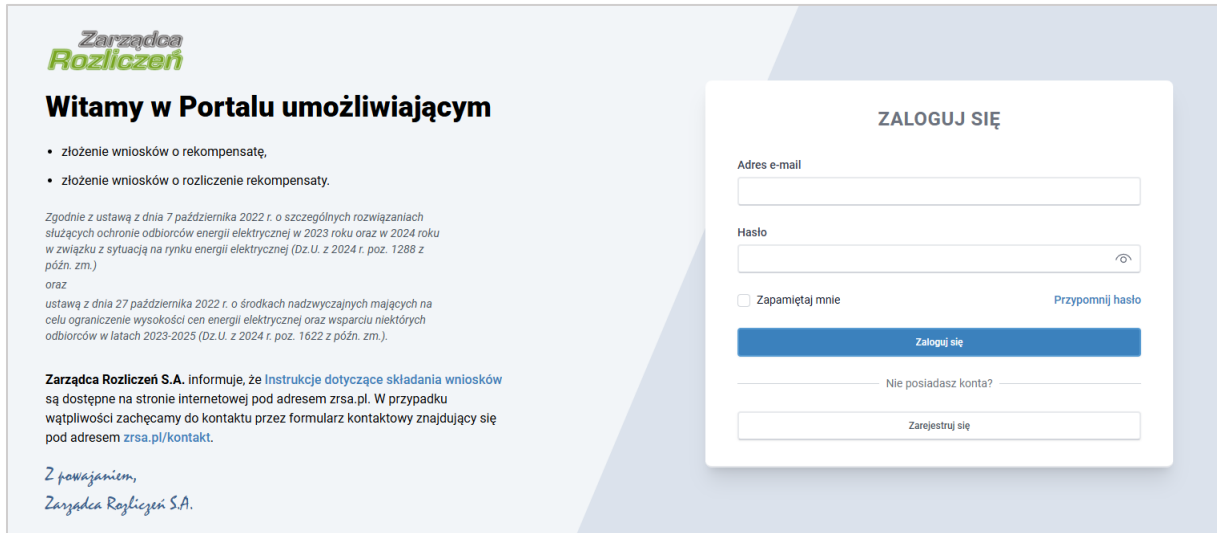 Zarządca
Rozliczeń
Witamy w Portalu umożliwiającym
• złożenie wniosków o rekompensatę,
• złożenie wniosków o rozliczenie rekompensaty.
Zgodnie z ustawą z dnia 7 października 2022 r. o szczególnych rozwiązaniach
służących ochronie odbiorców energii elektrycznej w 2023 roku oraz w 2024 roku
w związku z sytuacją na rynku energii elektrycznej (Dz.U. z 2024 r. poz. 1288 z
późn. zm.)
oraz
ustawą z dnia 27 października 2022 r. o środkach nadzwyczajnych mających na
celu ograniczenie wysokości cen energii elektrycznej oraz wsparciu niektórych
odbiorców w latach 2023-2025 (Dz.U. z 2024 r. poz. 1622 z późn. zm.).
Zarządca Rozliczeń S.A. informuje, że Instrukcje dotyczące składania wniosków
są dostępne na stronie internetowej pod adresem zrsa.pl. W przypadku
wątpliwości zachęcamy do kontaktu przez formularz kontaktowy znajdujący się
pod adresem zrsa.pl/kontakt.
Z poważaniem,
Zarządca Rozliczeń S.A.
ZALOGUJ SIĘ
Adres e-mail
Hasło
Zapamiętaj mnie
Przypomnij hasło
Zaloguj się
Nie posiadasz konta?
Zarejestruj się